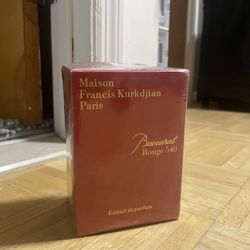 Maison
Francis Kurkdjian
Paris
Baccarat
Rouge 540
Extrait de parfum